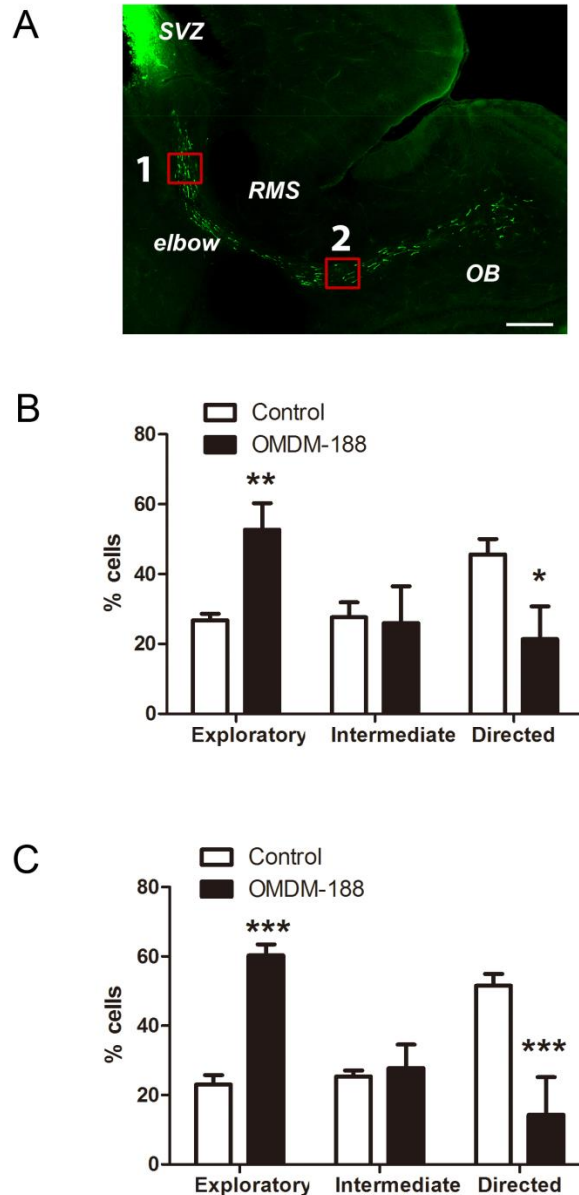 A
SVZ
1
RMS
elbow
2
OB
B
Control
OMDM-188
80
60
40
20
0
% cells
**
*
Exploratory Intermediate Directed
C
Control
OMDM-188
80
60
40
20
0
% cells
***
***
Exploratory Intermediate Directed